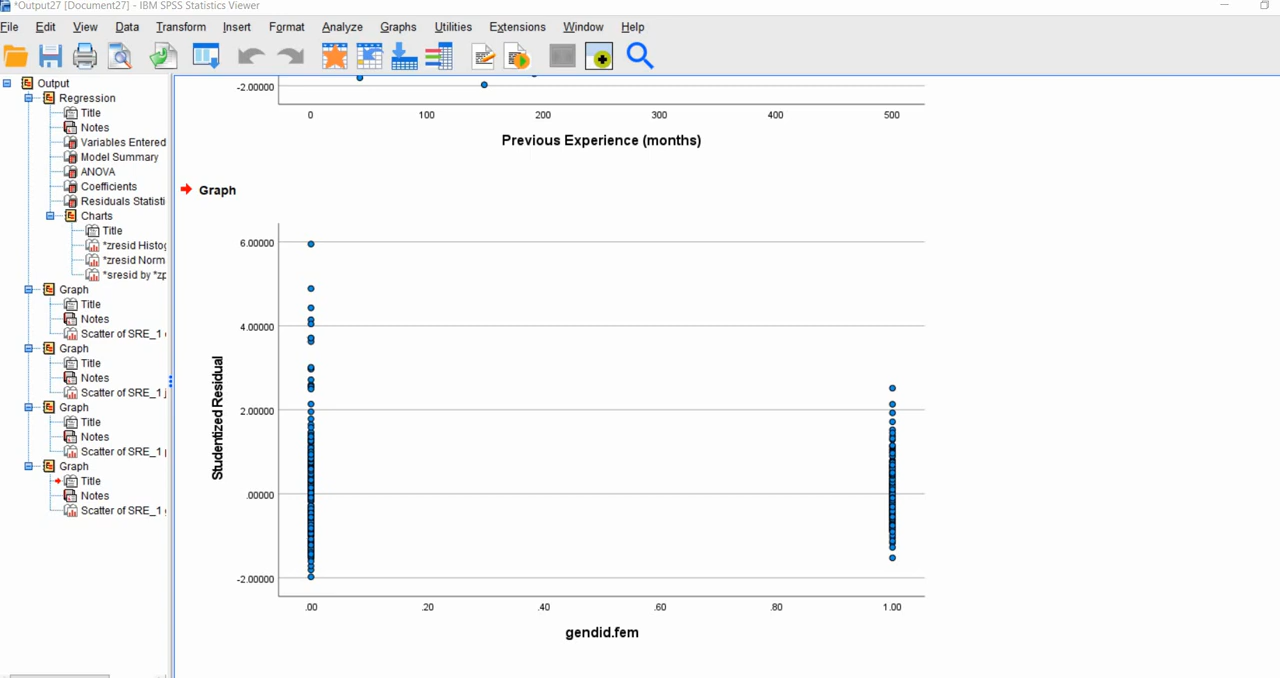 *Output27 [Document27] - IBM SPSS Statistics Viewer
File Edit View Data Transform Insert Format Analyze Graphs Utilities Extensions Window Help
Output
Regression
Title
Notes
Variables Entered
Model Summary
ANOVA
Coefficients
Residuals Statisti
Charts
Title
*zresid Histog
*zresid Norm
*sresid by *zp
Graph
Title
Notes
Scatter of SRE_1
Graph
Title
Notes
Scatter of SRE_1 j
Graph
Title
Notes
Scatter of SRE_1
Graph
Title
Notes
Scatter of SRE_1
-2.00000
0 100 200 300 400 500
Previous Experience (months)
Graph
6.00000
4.00000
2.00000
.00000
-2.00000
Studentized Residual
.00 .20 .40 .60 .80 1.00
gendid.fem